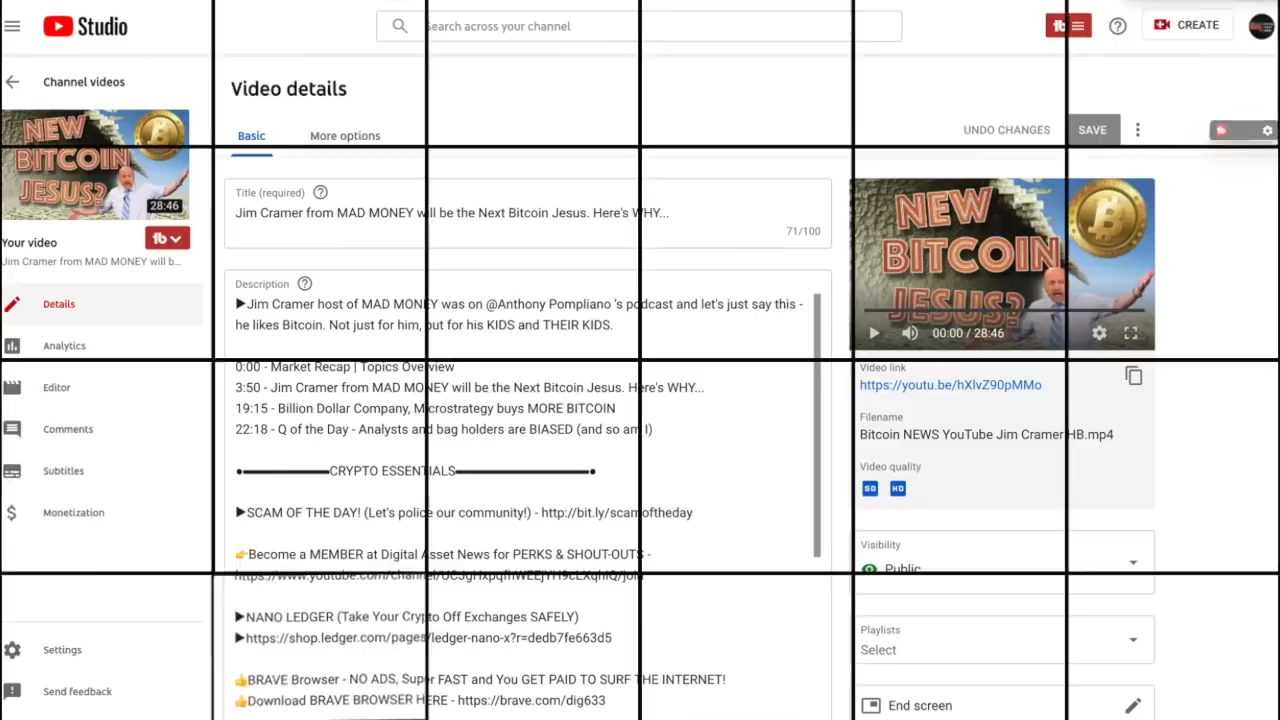 Studio
Search across your channel
CREATE
Channel videos
NEW
BITCOIN
JESUS?
28:46
Your video
Jim Cramer from MAD MONEY will b...
Details
Analytics
Editor
Comments
Subtitles
Monetization
Settings
Send feedback
Video details
Basic
More options
UNDO CHANGES
SAVE
Title (required)
Jim Cramer from MAD MONEY will be the Next Bitcoin Jesus. Here's WHY...
71/100
Description
▶Jim Cramer host of MAD MONEY was on @Anthony Pompliano 's podcast and let's just say this -
he likes Bitcoin. Not just for him, but for his KIDS and THEIR KIDS.
0:00 - Market Recap | Topics Overview
3:50 - Jim Cramer from MAD MONEY will be the Next Bitcoin Jesus. Here's WHY...
19:15 - Billion Dollar Company, Microstrategy buys MORE BITCOIN
22:18 - Q of the Day - Analysts and bag holders are BIASED (and so am I)
CRYPTO ESSENTIALS
▶SCAM OF THE DAY! (Let's police our community!) - http://bit.ly/scamoftheday
👉Become a MEMBER at Digital Asset News for PERKS & SHOUT-OUTS -
▶NANO LEDGER (Take Your Crypto Off Exchanges SAFELY)
▶https://shop.ledger.com/pages/ledger-nano-x?r=dedb7fe663d5
👍BRAVE Browser - NO ADS, Super FAST and You GET PAID TO SURF THE INTERNET!
👍Download BRAVE BROWSER HERE - https://brave.com/dig633
NEW
BITCOIN
JESUS?
00:00 / 28:46
Video link
https://youtu.be/hXlvZ90pMMo
Filename
Bitcoin NEWS YouTube Jim Cramer HB.mp4
Video quality
SD
HD
Visibility
Public
Playlists
Select
End screen